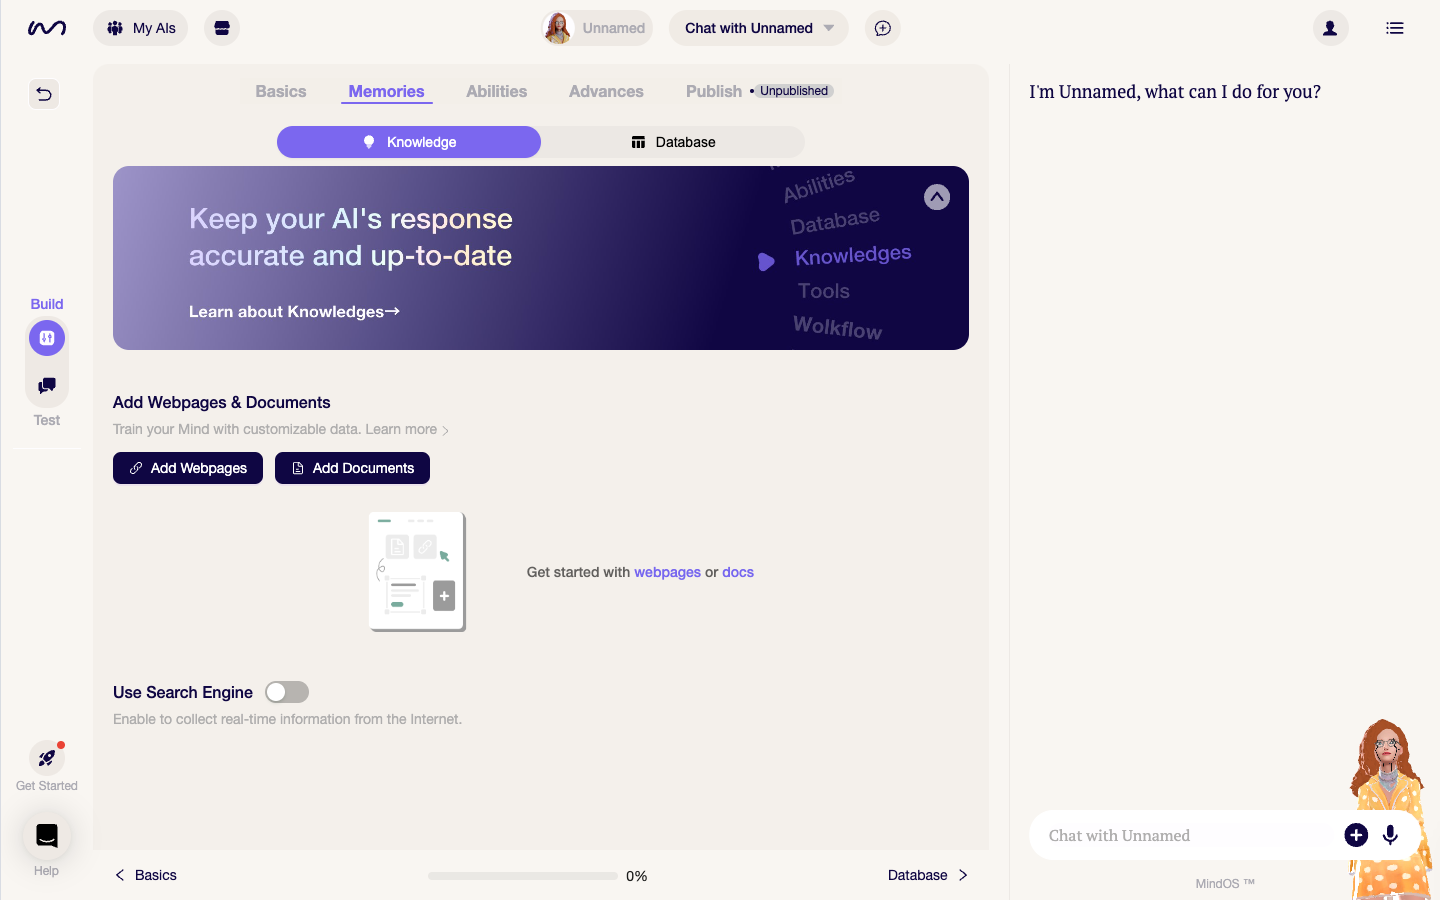 My AIs
Unnamed
Chat with Unnamed
Basics
Memories
Abilities
Advances
Publish
Unpublished
I'm Unnamed, what can I do for you?
Knowledge
Database
Keep your AI's response
accurate and up-to-date
Learn about Knowledges→
Abilities
Database
Knowledges
Tools
Wolkflow
Build
Test
Add Webpages & Documents
Train your Mind with customizable data. Learn more >
Add Webpages
Add Documents
Get started with webpages or docs
Use Search Engine
Enable to collect real-time information from the Internet.
Get Started
Help
Chat with Unnamed
MindOS ™
< Basics
0%
Database >